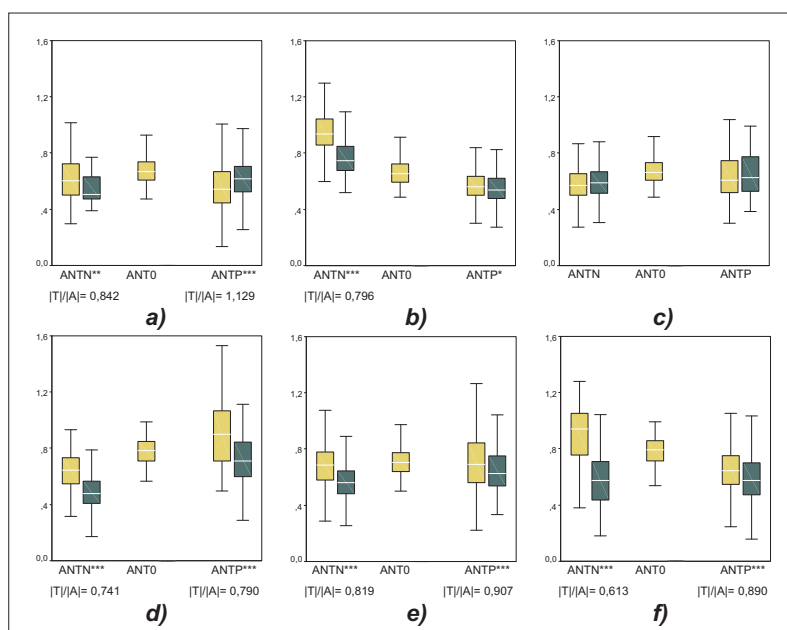 1,6
1,2
,8
,4
0,0
ANTN** ANT0 ANTP***
|T|/|A|= 0,842 |T|/|A|= 1,129
a)
1,6
1,2
,8
,4
0,0
ANTN*** ANT0 ANTP*
|T|/|A|= 0,796
b)
1,6
1,2
,8
,4
0,0
ANTN ANT0 ANTP
c)
1,6
1,2
,8
,4
0,0
ANTN*** ANT0 ANTP***
|T|/|A|= 0,741 |T|/|A|= 0,790
d)
1,6
1,2
,8
,4
0,0
ANTN*** ANT0 ANTP***
|T|/|A|= 0,819 |T|/|A|= 0,907
e)
1,6
1,2
,8
,4
0,0
ANTN*** ANT0 ANTP***
|T|/|A|= 0,613 |T|/|A|= 0,890
f)